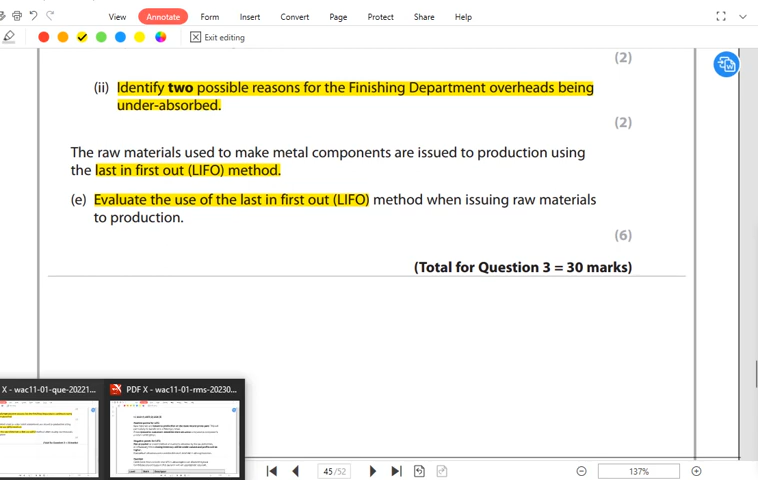 View Annotate Form Insert Convert Page Protect Share Help
Exit editing
(2)
(ii) Identify two possible reasons for the Finishing Department overheads being
under-absorbed.
(2)
The raw materials used to make metal components are issued to production using
the last in first out (LIFO) method.
(e) Evaluate the use of the last in first out (LIFO) method when issuing raw materials
to production.
(6)
(Total for Question 3 = 30 marks)
X - wac11-01-que-20221... PDF X - wac11-01-rms-20230...
45 /52 137%